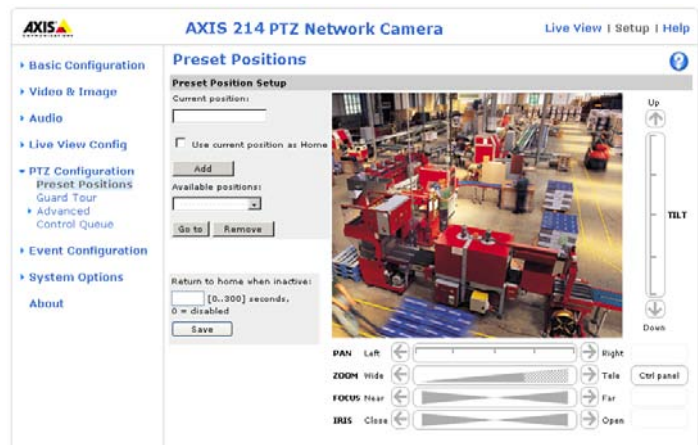 AXIS
COMMUNICATIONS
AXIS 214 PTZ Network Camera
Live View | Setup | Help
Basic Configuration
Video & Image
Audio
Live View Config
PTZ Configuration
Preset Positions
Guard Tour
Advanced
Control Queue
Event Configuration
System Options
About
Preset Positions
?
Preset Position Setup
Current position:
Use current position as Home
Add
Available positions:
Go to
Remove
Return to home when inactive:
[0..300] seconds,
0 = disabled
Save
Up
TILT
Down
PAN Left Right
ZOOM Wide Tele Ctrl panel
FOCUS Near Far
IRIS Close Open